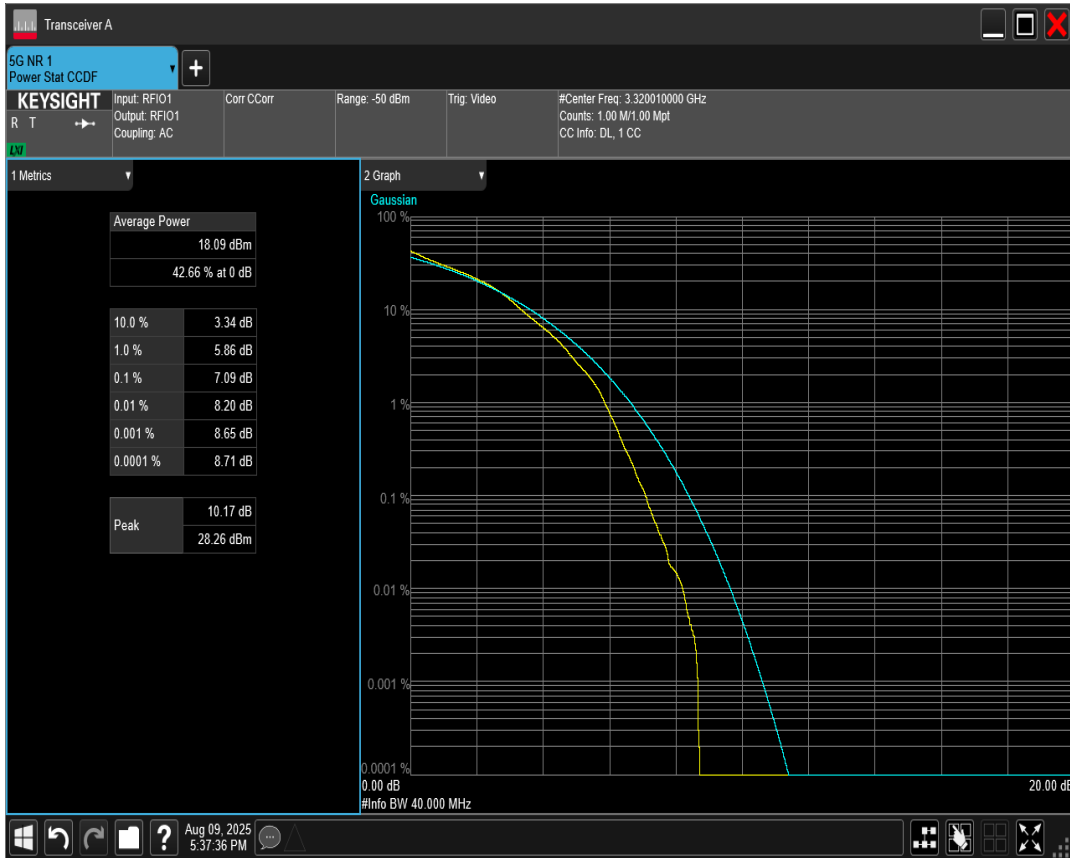 Transceiver A
5G NR 1
Power Stat CCDF
+
KEYSIGHT
R T
LXI
Input: RFIO1
Output: RFIO1
Coupling: AC
Corr CCorr
Range: -50 dBm
Trig: Video
#Center Freq: 3.320010000 GHz
Counts: 1.00 M/1.00 Mpt
CC Info: DL, 1 CC
1 Metrics
Average Power
18.09 dBm
42.66 % at 0 dB
10.0 % 3.34 dB
1.0 % 5.86 dB
0.1 % 7.09 dB
0.01 % 8.20 dB
0.001 % 8.65 dB
0.0001 % 8.71 dB
Peak
10.17 dB
28.26 dBm
2 Graph
Gaussian
100 %
10 %
1 %
0.1 %
0.01 %
0.001 %
0.0001 %
0.00 dB
20.00 dB
#Info BW 40.000 MHz
?
Aug 09, 2025
5:37:36 PM